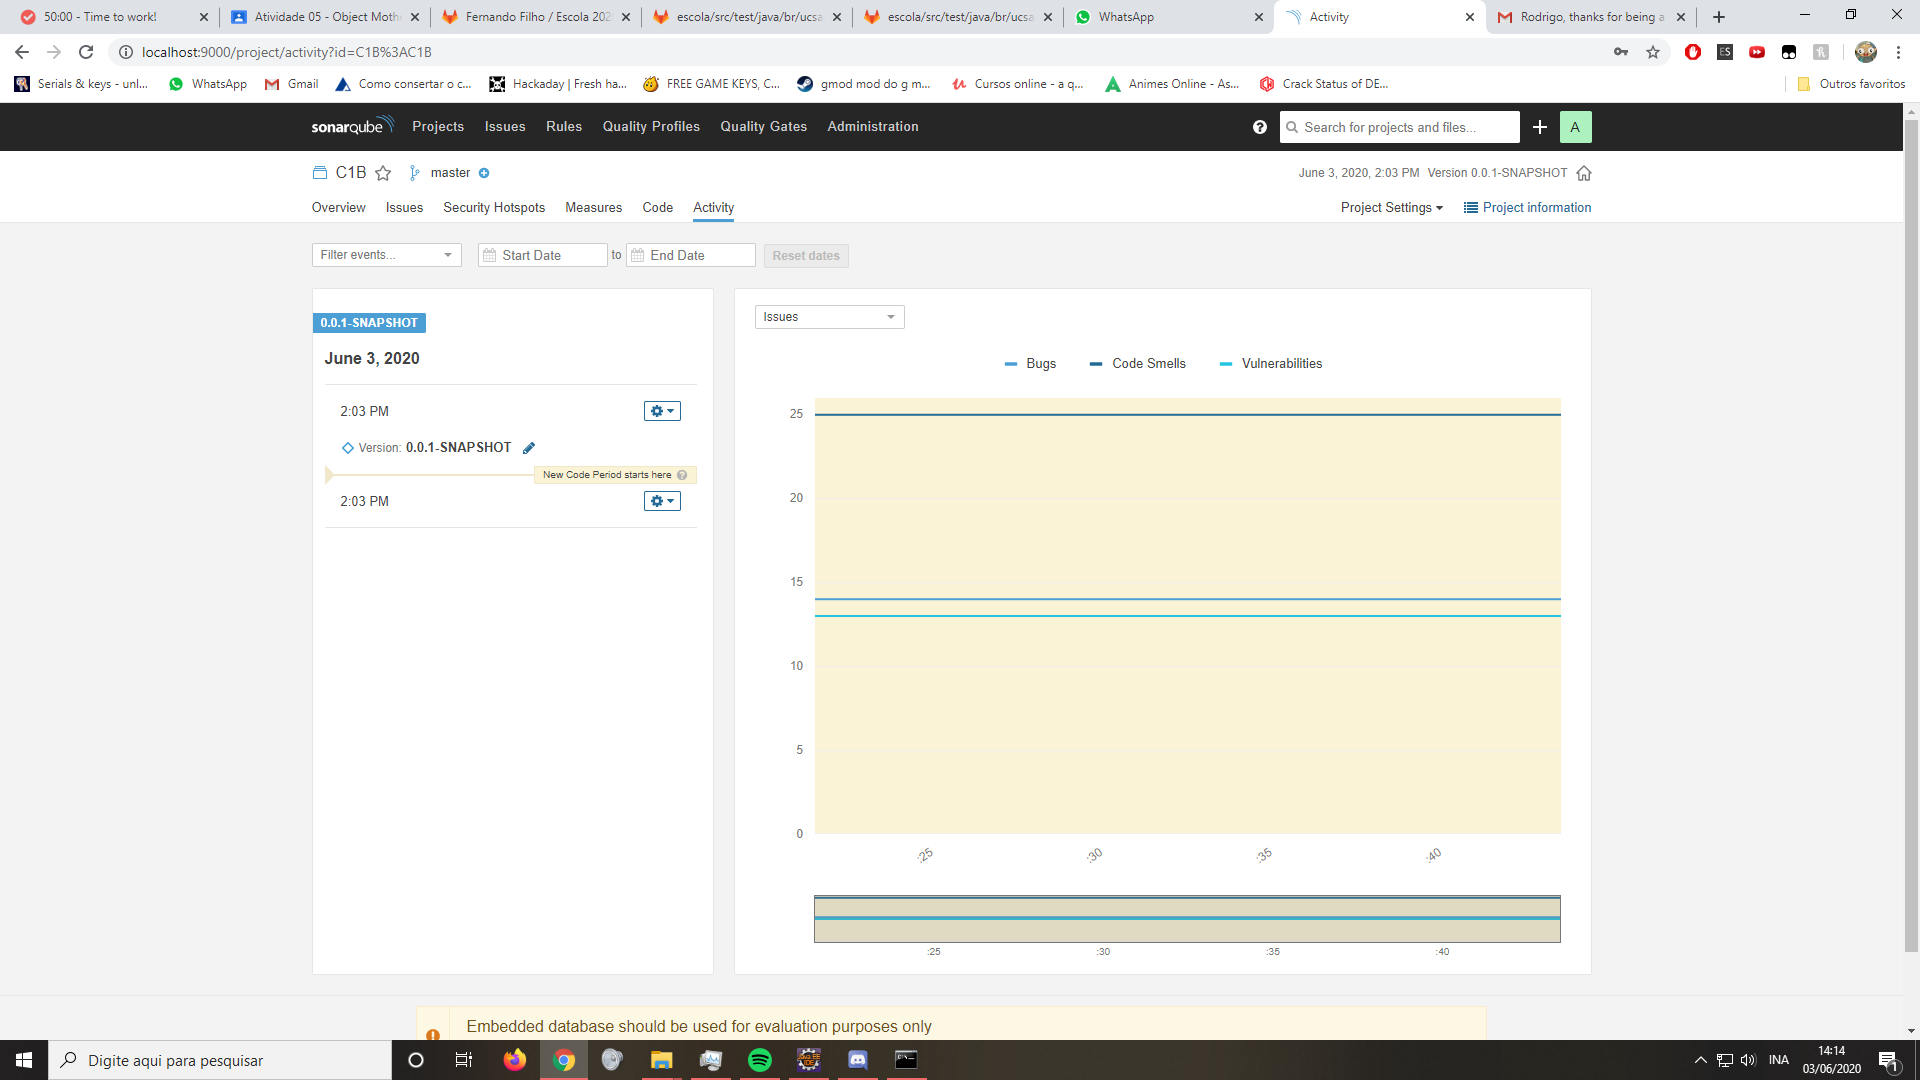 50:00 - Time to work!
Atividade 05 - Object Moth
Fernando Filho / Escola 202
escola/src/test/java/br/ucsa
escola/src/test/java/br/ucsa
WhatsApp
Activity
Rodrigo, thanks for being a
localhost:9000/project/activity?id=C1B%3AC1B
ES
Serials & keys - unl...
WhatsApp
Gmail
Como consertar o c...
Hackaday | Fresh ha...
FREE GAME KEYS, C...
gmod mod do g m...
Cursos online - a q...
Animes Online - As...
Crack Status of DE...
Outros favoritos
sonarqube
Projects
Issues
Rules
Quality Profiles
Quality Gates
Administration
Search for projects and files...
A
C1B
master
June 3, 2020, 2:03 PM Version 0.0.1-SNAPSHOT
Overview
Issues
Security Hotspots
Measures
Code
Activity
Project Settings
Project information
Filter events...
Start Date
to
End Date
Reset dates
0.0.1-SNAPSHOT
June 3, 2020
2:03 PM
Version: 0.0.1-SNAPSHOT
New Code Period starts here
2:03 PM
Issues
Bugs
Code Smells
Vulnerabilities
25
20
15
10
5
0
:25
:30
:35
:40
:25
:30
:35
:40
Embedded database should be used for evaluation purposes only
Digite aqui para pesquisar
Java EE
IDE
INA
14:14
03/06/2020
1